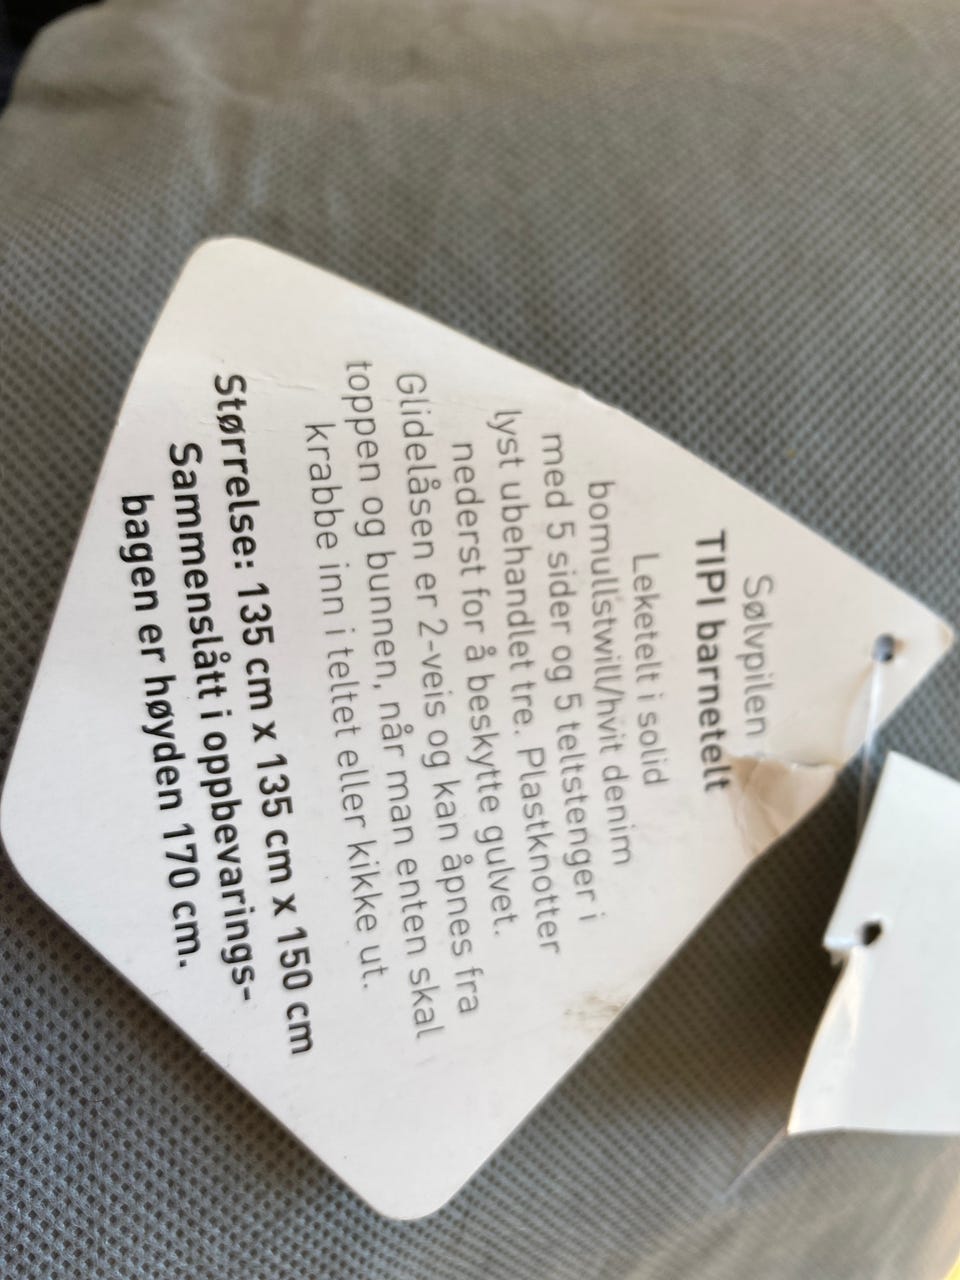 Sølvpilen
TIPI barnetelt
Leketelt i solid
bomullstwill/hvit denim
med 5 sider og 5 teltstenger i
lyst ubehandlet tre. Plastknotter
nederst for å beskytte gulvet.
Glidelåsen er 2-veis og kan åpnes fra
toppen og bunnen, når man enten skal
krabbe inn i teltet eller kikke ut.
Størrelse: 135 cm x 135 cm x 150 cm
Sammenslått i oppbevarings-
bagen er høyden 170 cm.